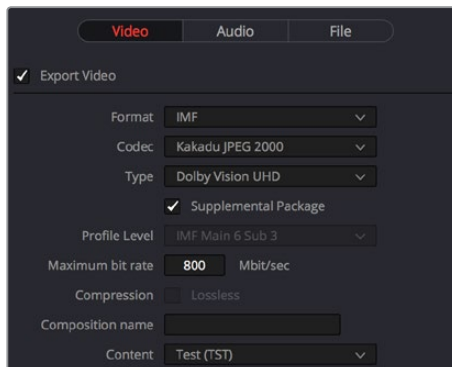 Video Audio File
Export Video
Format IMF
Codec Kakadu JPEG 2000
Type Dolby Vision UHD
Supplemental Package
Profile Level IMF Main 6 Sub 3
Maximum bit rate 800 Mbit/sec
Compression Lossless
Composition name
Content Test (TST)